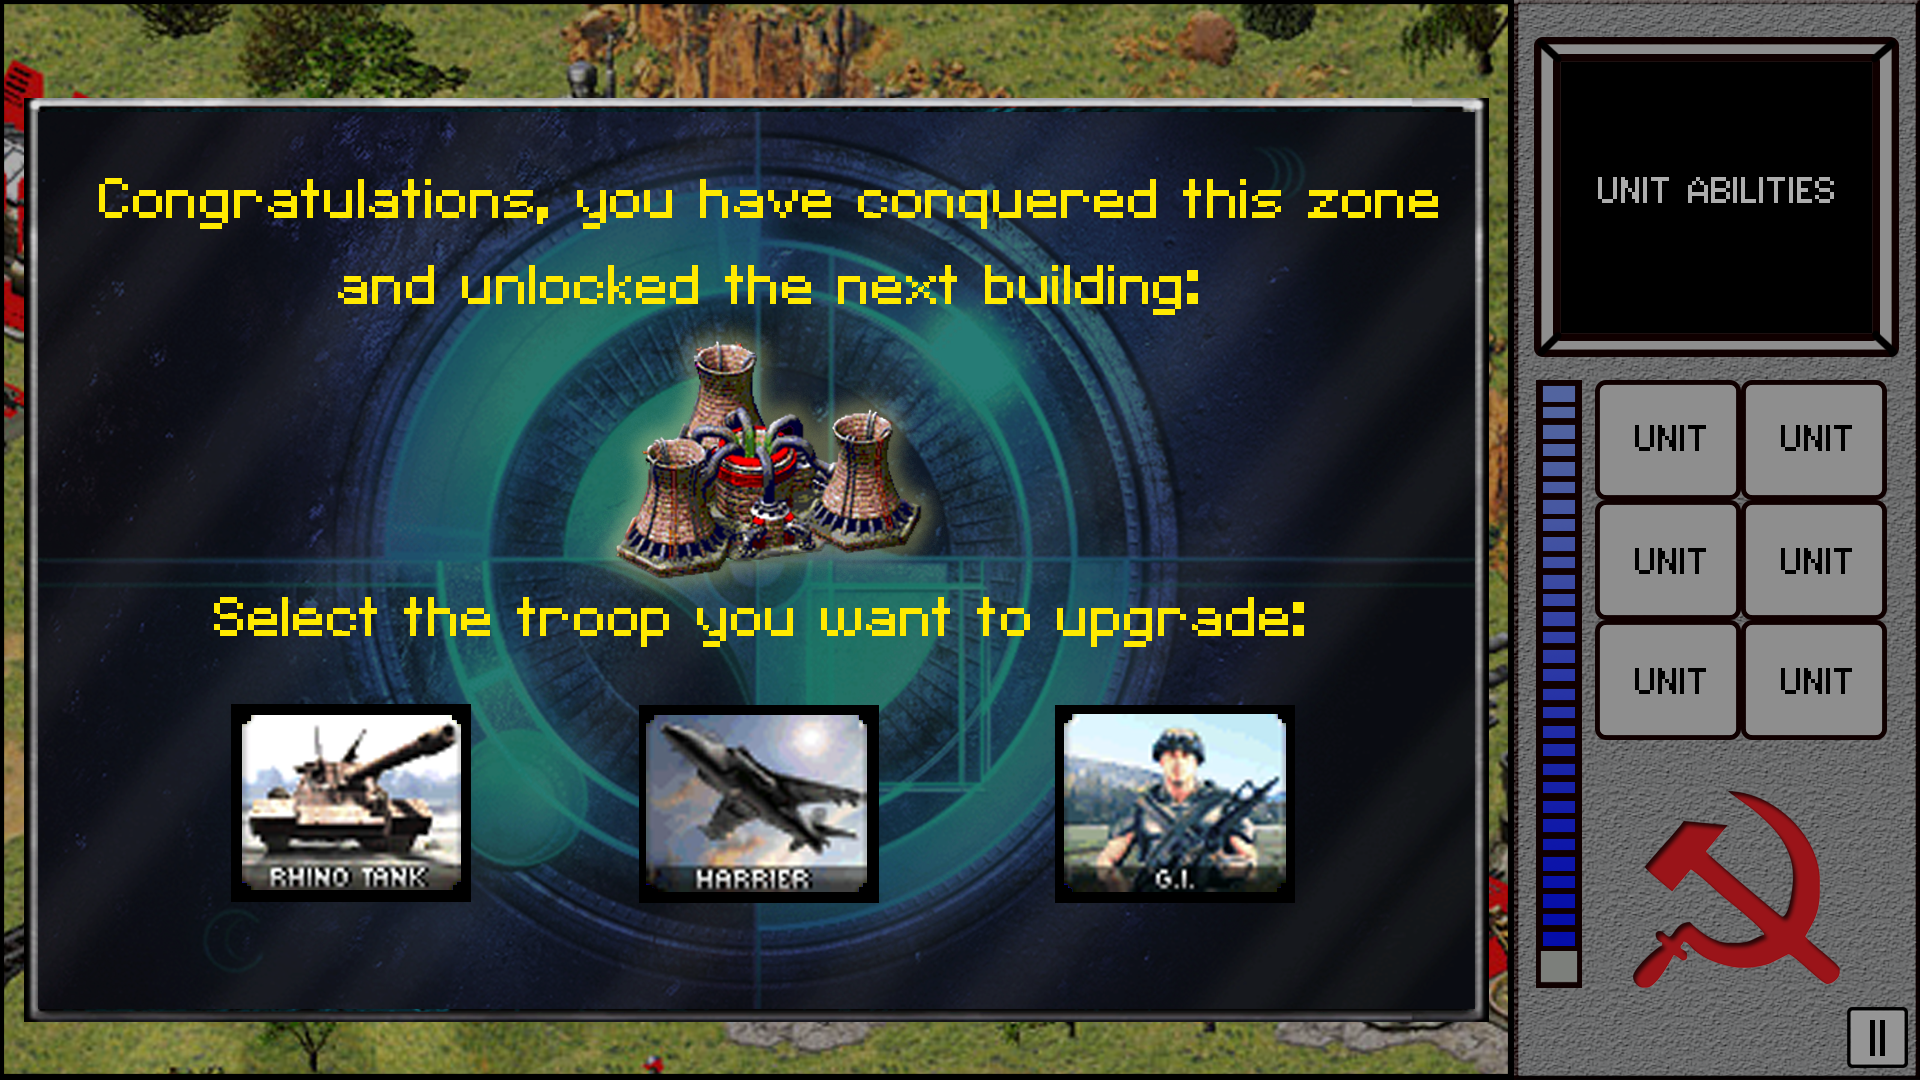 Congratulations, you have conquered this zone
and unlocked the next building:
Select the troop you want to upgrade:
RHINO TANK
HARRIER
G.I.
UNIT ABILITIES
UNIT UNIT
UNIT UNIT
UNIT UNIT